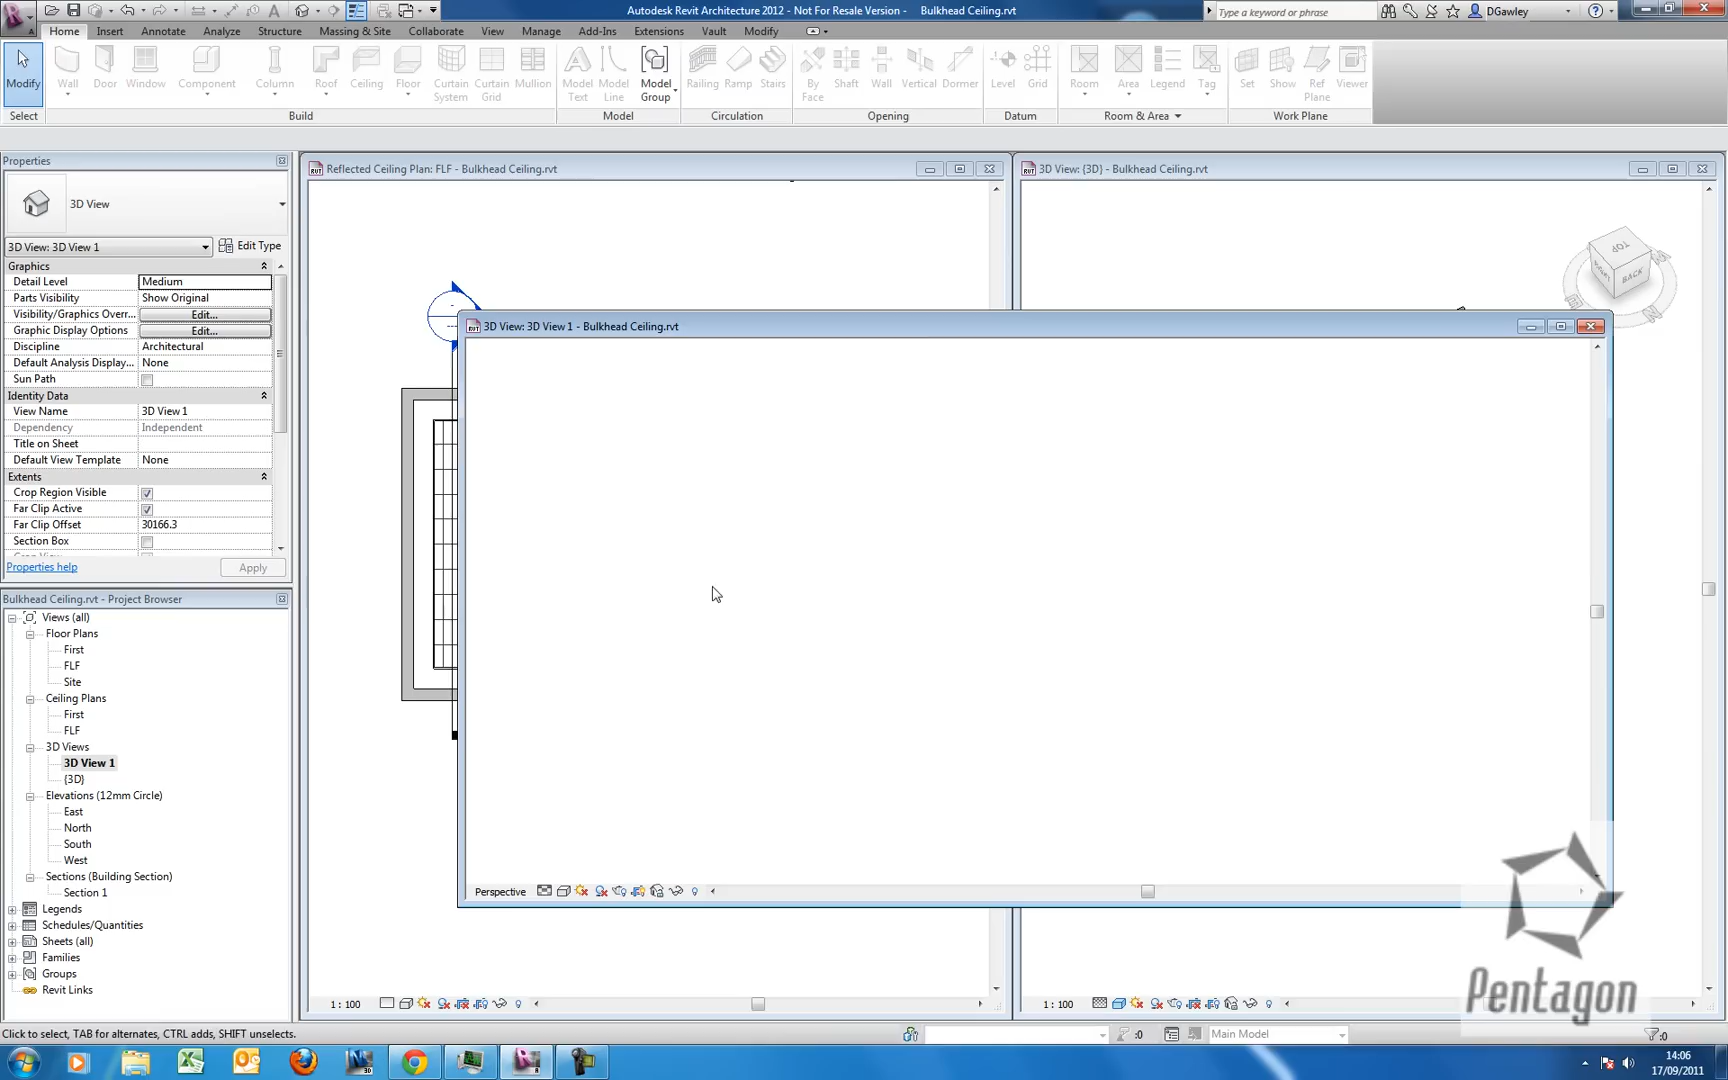 Autodesk Revit Architecture 2012 - Not For Resale Version - Bulkhead Ceiling.rvt
Type a keyword or phrase
DGawley
Home Insert Annotate Analyze Structure Massing & Site Collaborate View Manage Add-Ins Extensions Vault Modify
Modify Wall Door Window Component Column Roof Ceiling Floor Curtain System Curtain Grid Mullion Model Text Model Line Model Group Railing Ramp Stairs By Face Shaft Wall Vertical Dormer Level Grid Room Area Legend Tag Set Show Ref Plane Viewer
Select Build Model Circulation Opening Datum Room & Area Work Plane
Properties
3D View
3D View: 3D View 1
Edit Type
Graphics
Detail Level Medium
Parts Visibility Show Original
Visibility/Graphics Overr... Edit...
Graphic Display Options Edit...
Discipline Architectural
Default Analysis Display... None
Sun Path
Identity Data
View Name 3D View 1
Dependency Independent
Title on Sheet
Default View Template None
Extents
Crop Region Visible
Far Clip Active
Far Clip Offset 30166.3
Section Box
Properties help
Apply
Bulkhead Ceiling.rvt - Project Browser
Views (all)
Floor Plans
First
FLF
Site
Ceiling Plans
First
FLF
3D Views
3D View 1
{3D}
Elevations (12mm Circle)
East
North
South
West
Sections (Building Section)
Section 1
Legends
Schedules/Quantities
Sheets (all)
Families
Groups
Revit Links
Reflected Ceiling Plan: FLF - Bulkhead Ceiling.rvt
3D View: {3D} - Bulkhead Ceiling.rvt
TOP
RIGHT
BACK
3D View: 3D View 1 - Bulkhead Ceiling.rvt
Perspective
1 : 100
1 : 100
Pentagon
Click to select, TAB for alternates, CTRL adds, SHIFT unselects.
:0
Main Model
:0
14:06
17/09/2011